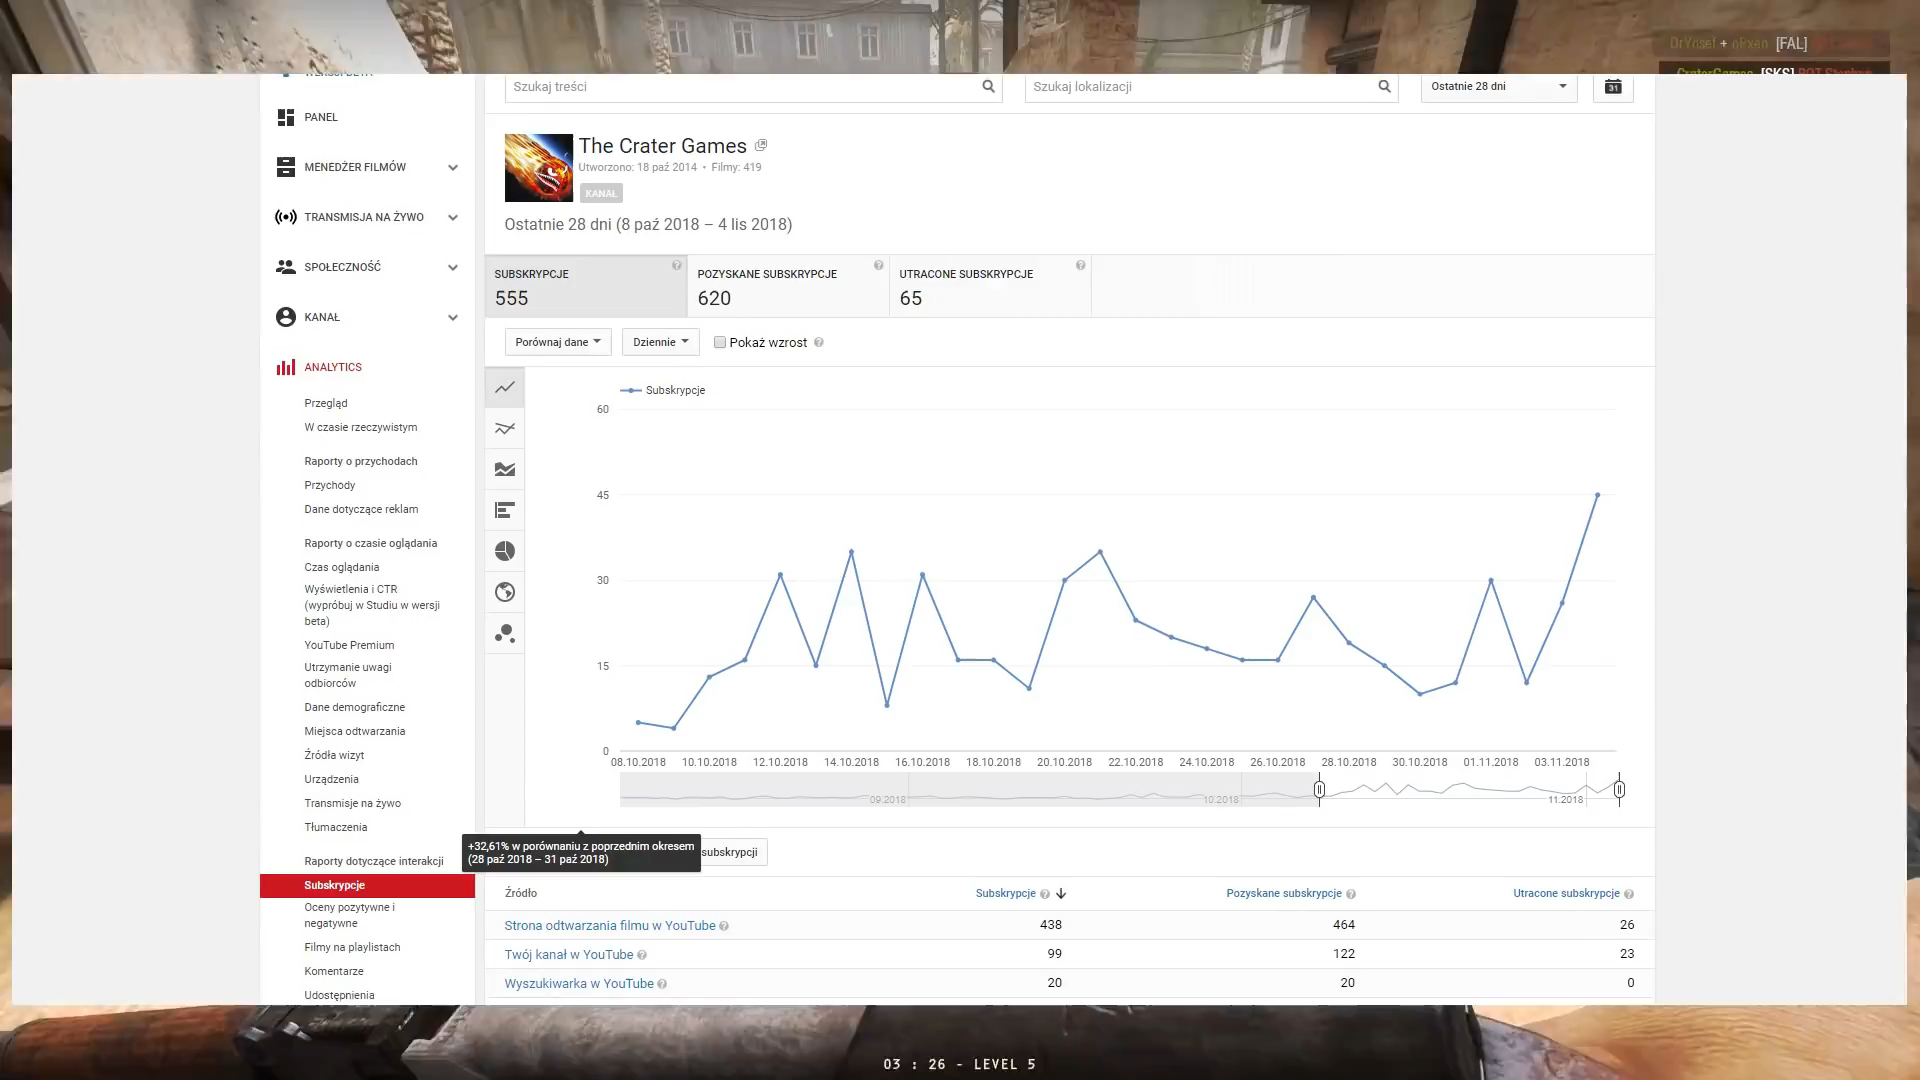 DrYosel + oRxen [FAL]
CraterGames [SKS] BOT Stanley
Szukaj treści
Szukaj lokalizacji
Ostatnie 28 dni
31
PANEL
MENEDŻER FILMÓW
TRANSMISJA NA ŻYWO
SPOŁECZNOŚĆ
KANAŁ
ANALYTICS
Przegląd
W czasie rzeczywistym
Raporty o przychodach
Przychody
Dane dotyczące reklam
Raporty o czasie oglądania
Czas oglądania
Wyświetlenia i CTR
(wypróbuj w Studiu w wersji
beta)
YouTube Premium
Utrzymanie uwagi
odbiorców
Dane demograficzne
Miejsca odtwarzania
Źródła wizyt
Urządzenia
Transmisje na żywo
Tłumaczenia
Raporty dotyczące interakcji
Subskrypcje
Oceny pozytywne i
negatywne
Filmy na playlistach
Komentarze
Udostępnienia
The Crater Games
Utworzono: 18 paź 2014 • Filmy: 419
KANAŁ
Ostatnie 28 dni (8 paź 2018 – 4 lis 2018)
SUBSKRYPCJE
555
POZYSKANE SUBSKRYPCJE
620
UTRACONE SUBSKRYPCJE
65
Porównaj dane
Dziennie
Pokaż wzrost
Subskrypcje
60
45
30
15
0
08.10.2018 10.10.2018 12.10.2018 14.10.2018 16.10.2018 18.10.2018 20.10.2018 22.10.2018 24.10.2018 26.10.2018 28.10.2018 30.10.2018 01.11.2018 03.11.2018
09.2018 10.2018 11.2018
+32,61% w porównaniu z poprzednim okresem
(28 paź 2018 – 31 paź 2018)
subskrypcji
Źródło Subskrypcje Pozyskane subskrypcje Utracone subskrypcje
Strona odtwarzania filmu w YouTube 438 464 26
Twój kanał w YouTube 99 122 23
Wyszukiwarka w YouTube 20 20 0
03 : 26 - LEVEL 5